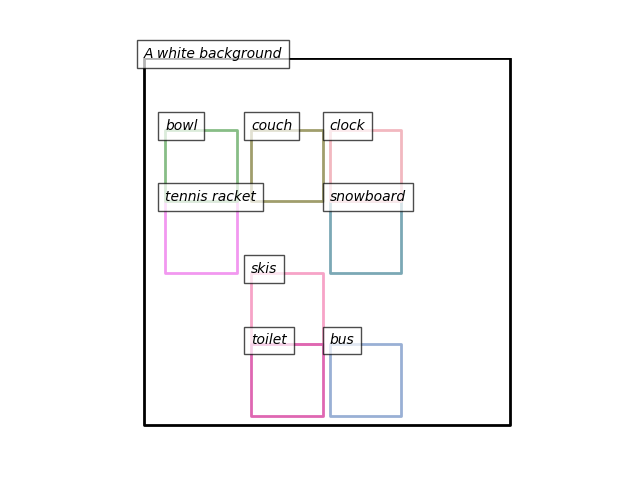 A white background
bowl
couch
clock
tennis racket
snowboard
skis
toilet
bus